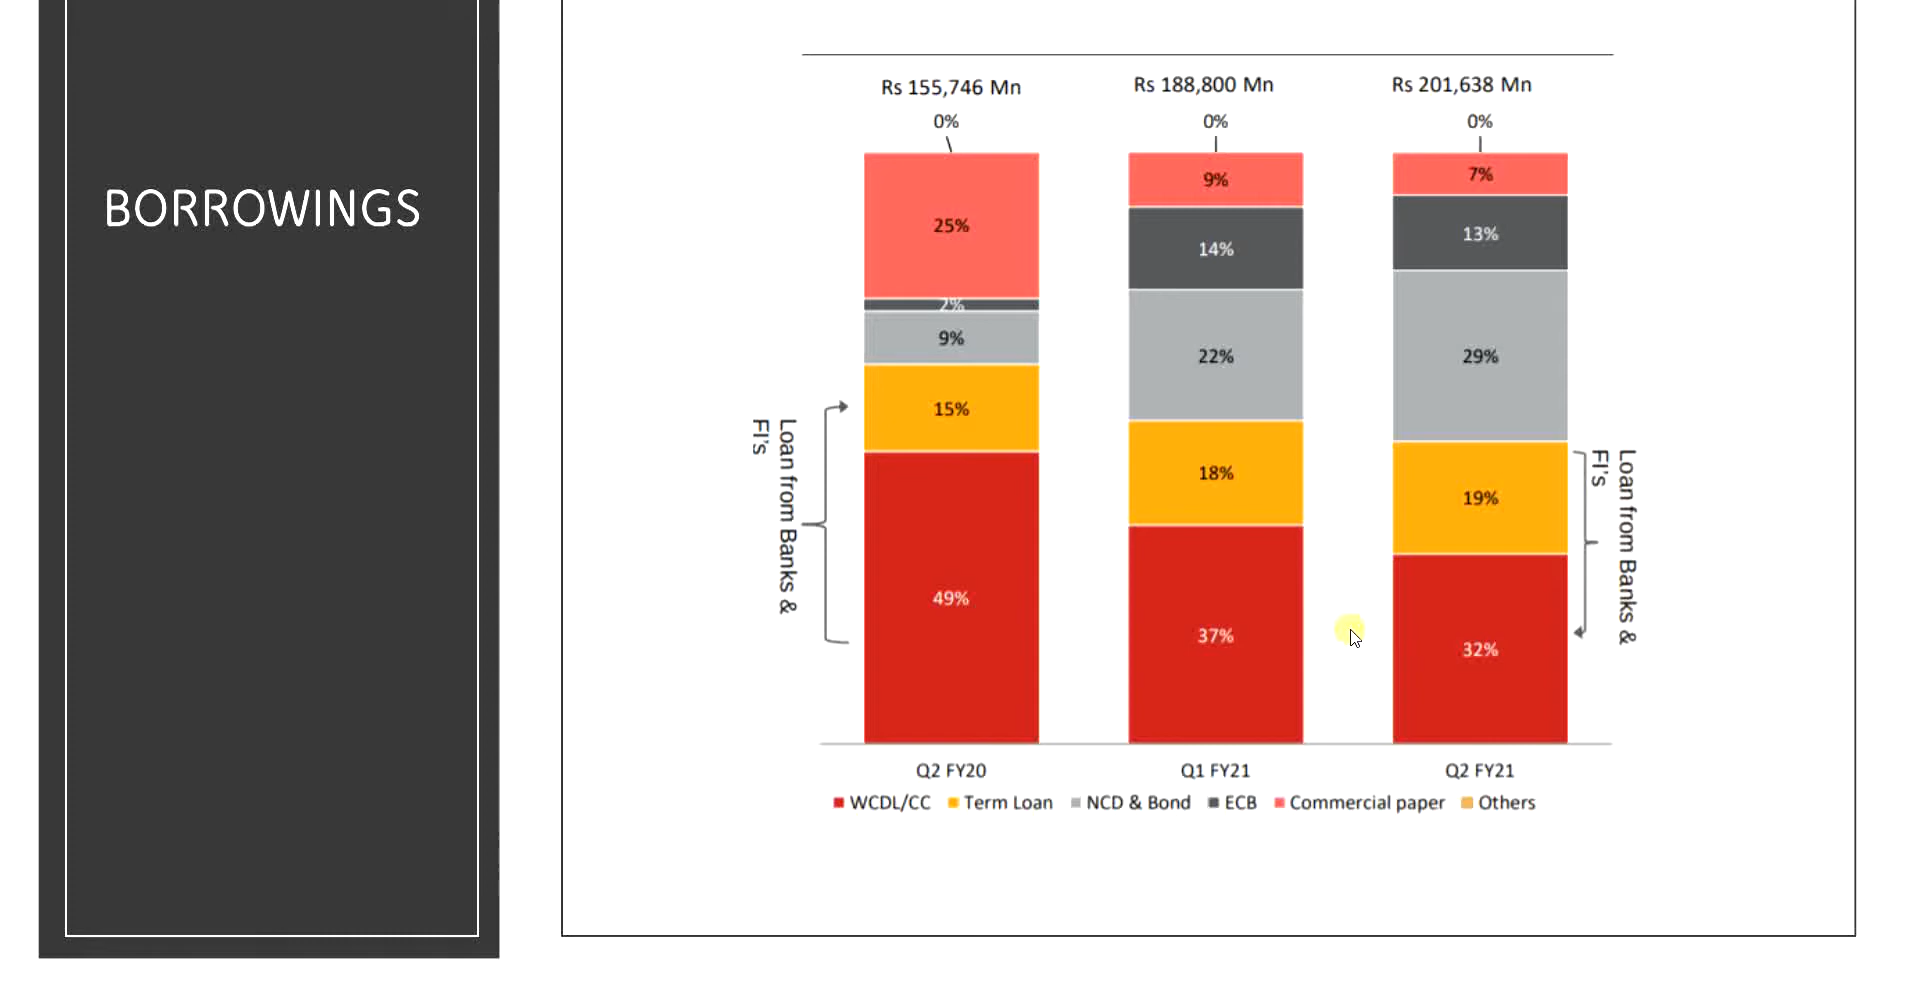 BORROWINGS
Rs 155,746 Mn
Rs 188,800 Mn
Rs 201,638 Mn
0%
0%
0%
25%
2%
9%
15%
49%
9%
14%
22%
18%
37%
7%
13%
29%
19%
32%
Loan from Banks &
FI's
Loan from Banks &
FI's
Q2 FY20
Q1 FY21
Q2 FY21
WCDL/CC Term Loan NCD & Bond ECB Commercial paper Others